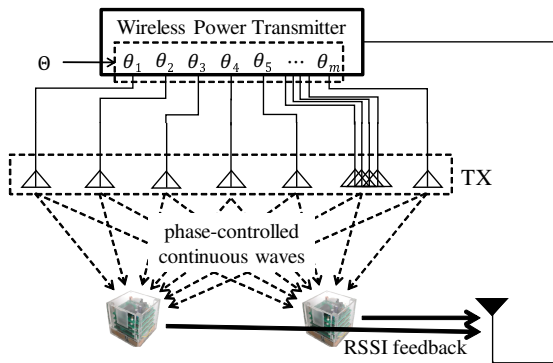 Wireless Power Transmitter
Θ
θ₁ θ₂ θ₃ θ₄ θ₅ ⋯ θₘ
TX
phase-controlled
continuous waves
RSSI feedback